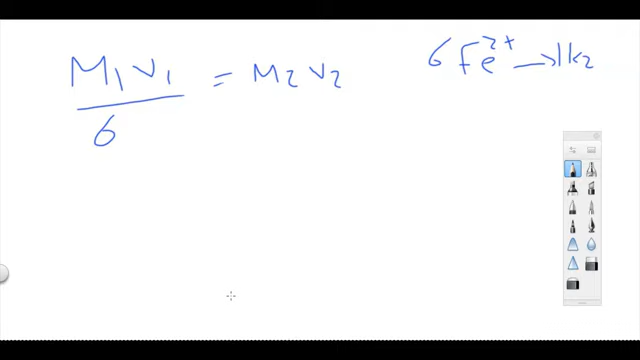 M₁V₁/6 = M₂V₂
6 Fe²⁺ → 1k₂